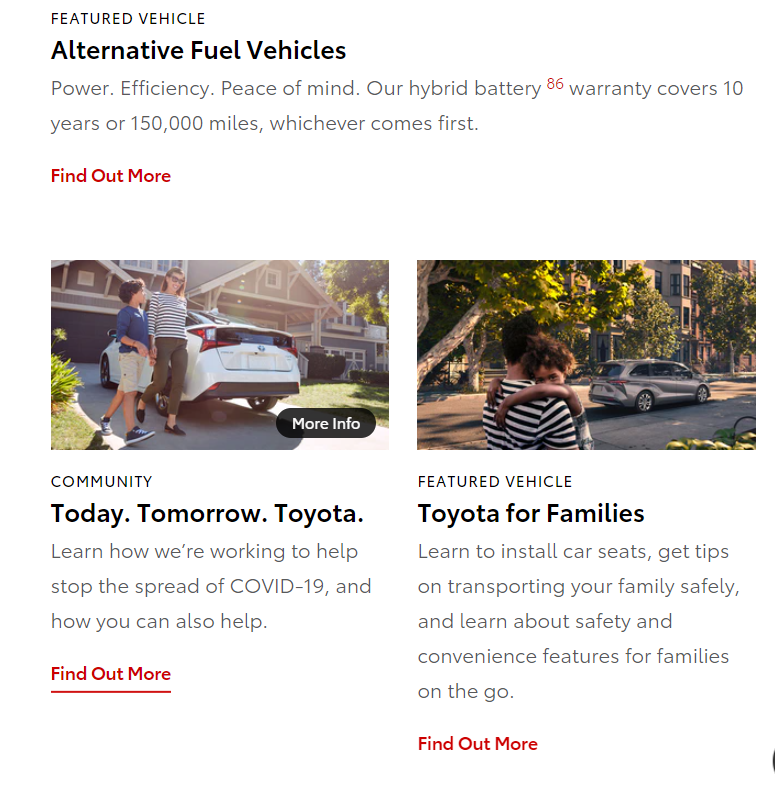 FEATURED VEHICLE
Alternative Fuel Vehicles
Power. Efficiency. Peace of mind. Our hybrid battery 86 warranty covers 10
years or 150,000 miles, whichever comes first.
Find Out More
More Info
COMMUNITY
Today. Tomorrow. Toyota.
Learn how we’re working to help
stop the spread of COVID-19, and
how you can also help.
Find Out More
FEATURED VEHICLE
Toyota for Families
Learn to install car seats, get tips
on transporting your family safely,
and learn about safety and
convenience features for families
on the go.
Find Out More